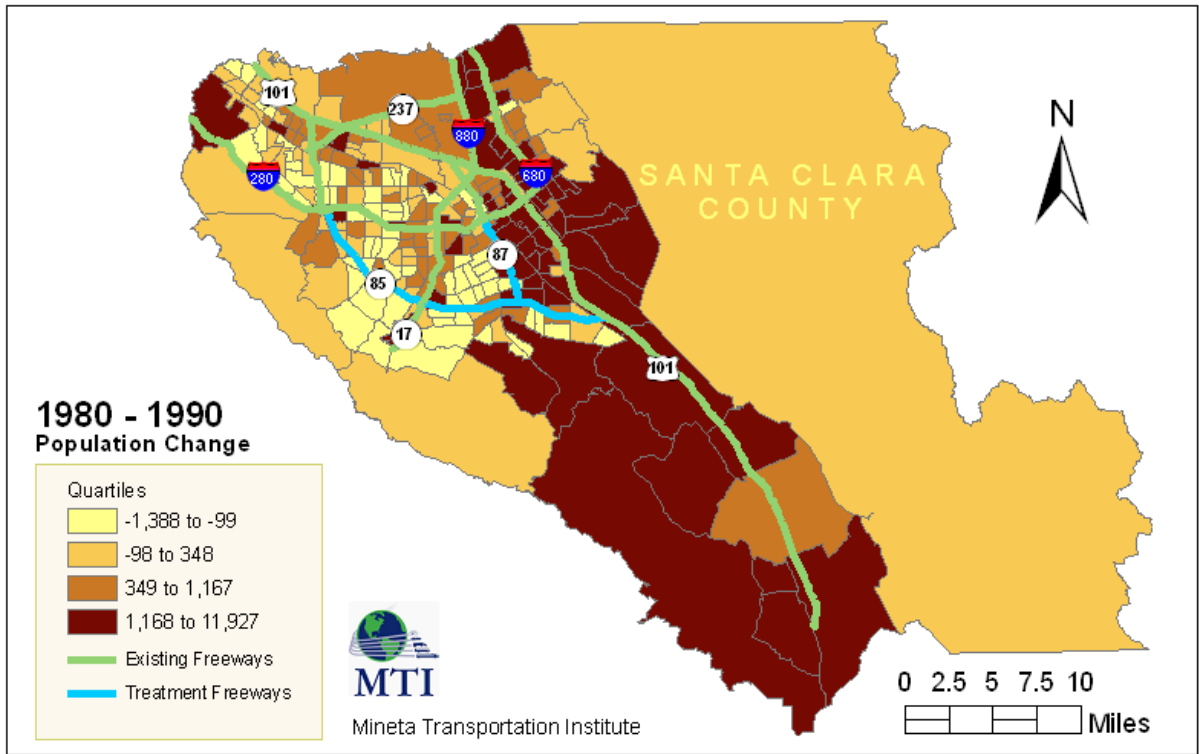 101
237
880
280
680
SANTA CLARA
COUNTY
87
85
17
101
N
1980 - 1990
Population Change
Quartiles
-1,388 to -99
-98 to 348
349 to 1,167
1,168 to 11,927
Existing Freeways
Treatment Freeways
MTI
Mineta Transportation Institute
0 2.5 5 7.5 10
Miles